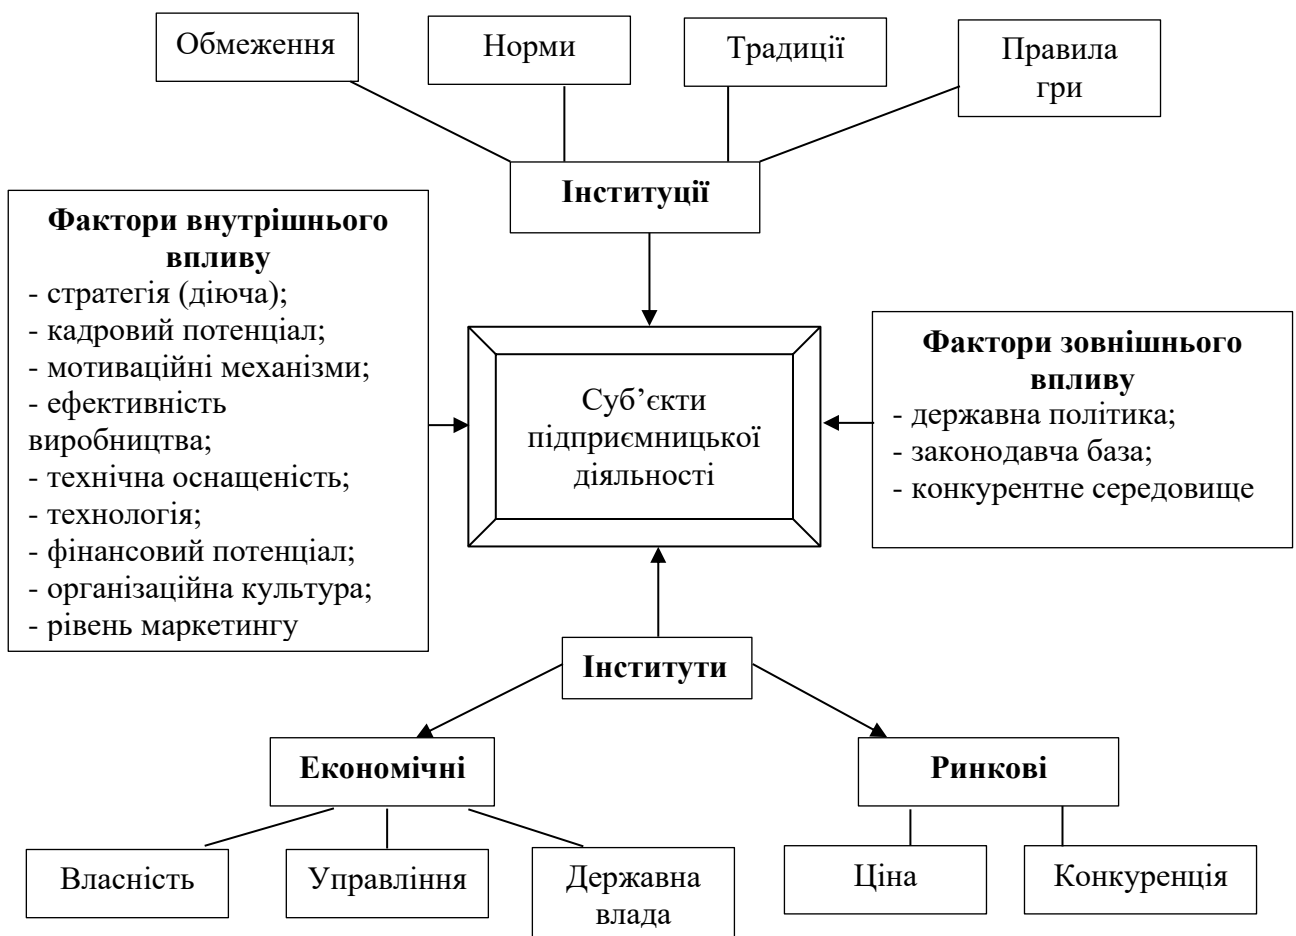 Обмеження
Норми
Традиції
Правила
гри
Інституції
Фактори внутрішнього
впливу
- стратегія (діюча);
- кадровий потенціал;
- мотиваційні механізми;
- ефективність
виробництва;
- технічна оснащеність;
- технологія;
- фінансовий потенціал;
- організаційна культура;
- рівень маркетингу
Суб’єкти
підприємницької
діяльності
Фактори зовнішнього
впливу
- державна політика;
- законодавча база;
- конкурентне середовище
Інститути
Економічні
Ринкові
Власність
Управління
Державна
влада
Ціна
Конкуренція